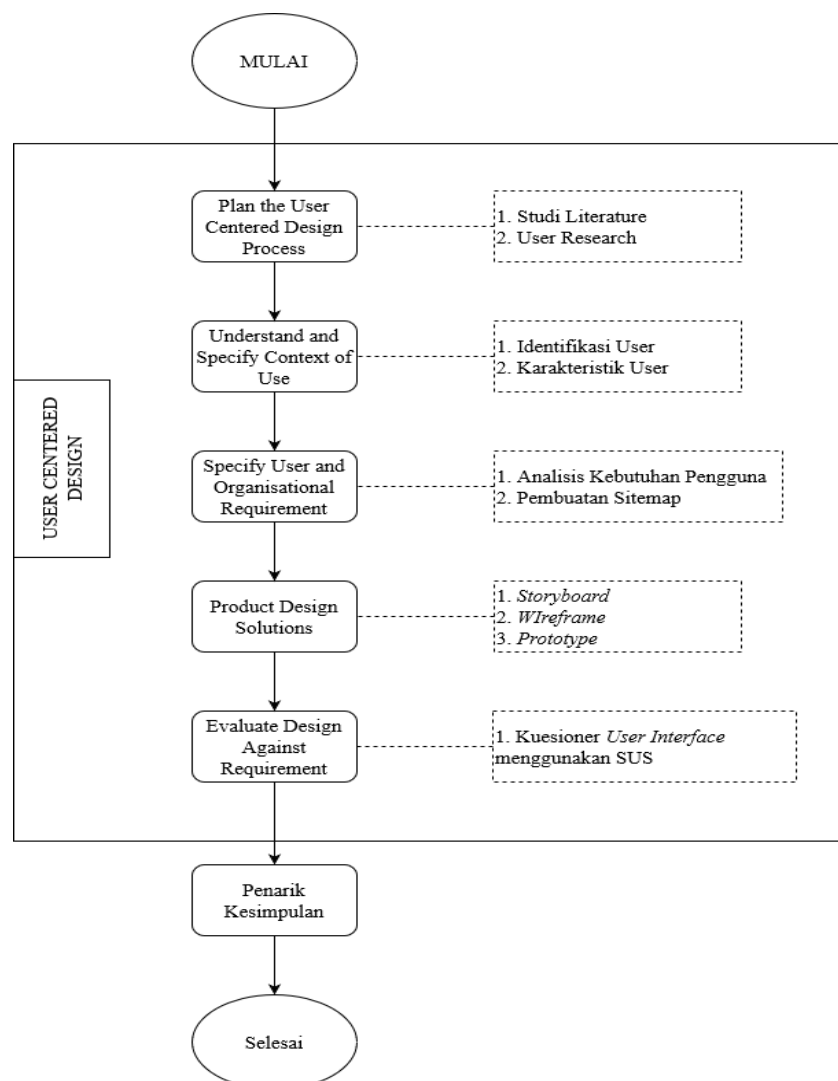 MULAI
Plan the User
Centered Design
Process
1. Studi Literature
2. User Research
Understand and
Specify Context of
Use
1. Identifikasi User
2. Karakteristik User
USER CENTERED
DESIGN
Specify User and
Organisational
Requirement
1. Analisis Kebutuhan Pengguna
2. Pembuatan Sitemap
Product Design
Solutions
1. Storyboard
2. WIreframe
3. Prototype
Evaluate Design
Against
Requirement
1. Kuesioner User Interface
menggunakan SUS
Penarik
Kesimpulan
Selesai